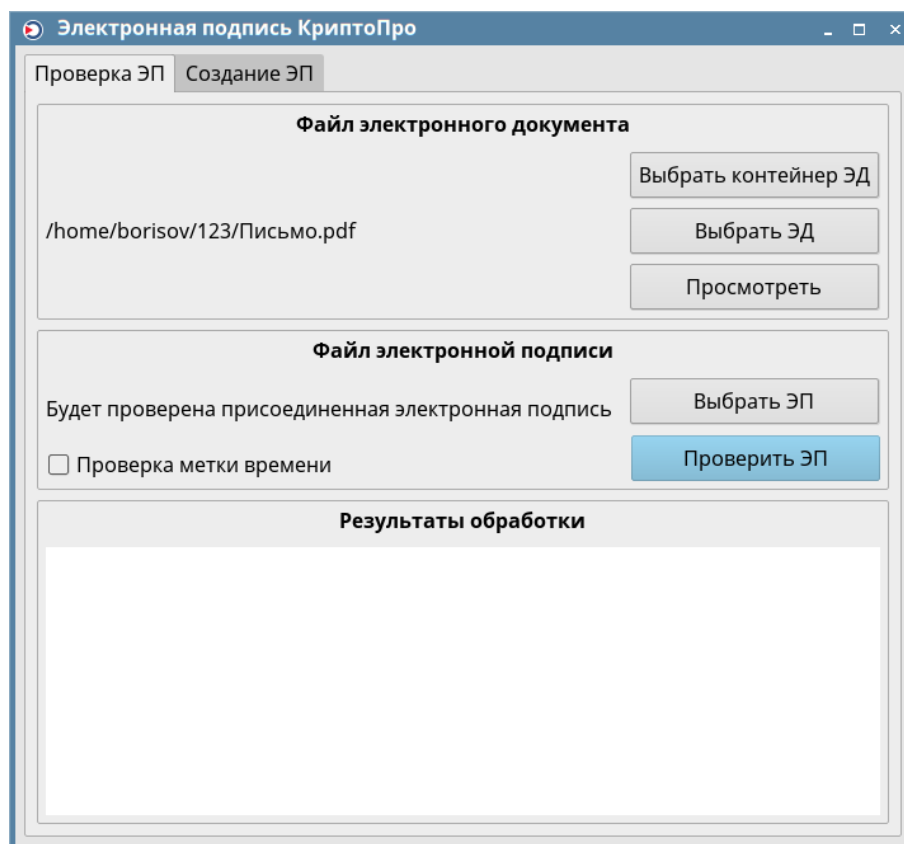 Электронная подпись КриптоПро
Проверка ЭП Создание ЭП
Файл электронного документа
Выбрать контейнер ЭД
/home/borisov/123/Письмо.pdf
Выбрать ЭД
Просмотреть
Файл электронной подписи
Будет проверена присоединенная электронная подпись
Выбрать ЭП
Проверка метки времени
Проверить ЭП
Результаты обработки